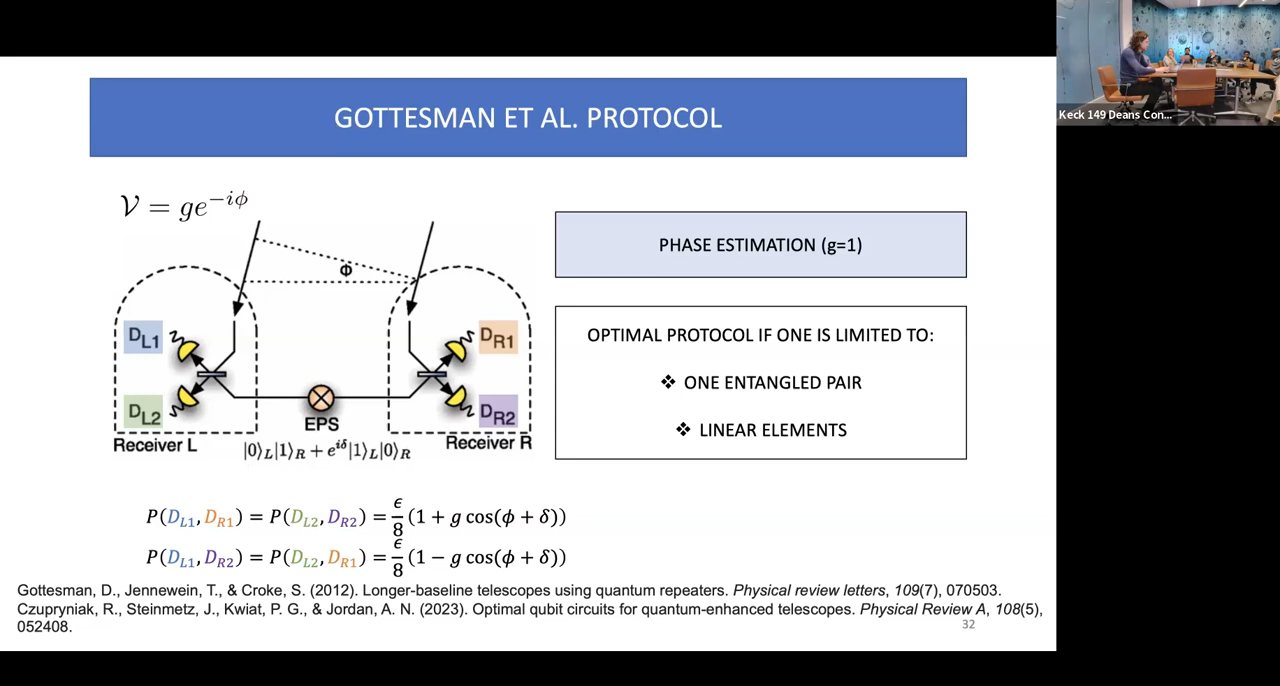 GOTTESMAN ET AL. PROTOCOL
𝒱 = ge^{-iϕ}
PHASE ESTIMATION (g=1)
Φ
OPTIMAL PROTOCOL IF ONE IS LIMITED TO:
❖ ONE ENTANGLED PAIR
❖ LINEAR ELEMENTS
D_{L1}
D_{R1}
D_{L2}
D_{R2}
EPS
Receiver L
|0⟩_L|1⟩_R + e^{iδ}|1⟩_L|0⟩_R
Receiver R
P(D_{L1}, D_{R1}) = P(D_{L2}, D_{R2}) = ϵ/8 (1 + g cos(ϕ + δ))
P(D_{L1}, D_{R2}) = P(D_{L2}, D_{R1}) = ϵ/8 (1 − g cos(ϕ + δ))
Gottesman, D., Jennewein, T., & Croke, S. (2012). Longer-baseline telescopes using quantum repeaters. Physical review letters, 109(7), 070503.
Czupryniak, R., Steinmetz, J., Kwiat, P. G., & Jordan, A. N. (2023). Optimal qubit circuits for quantum-enhanced telescopes. Physical Review A, 108(5),
052408.
32
Keck 149 Deans Con...